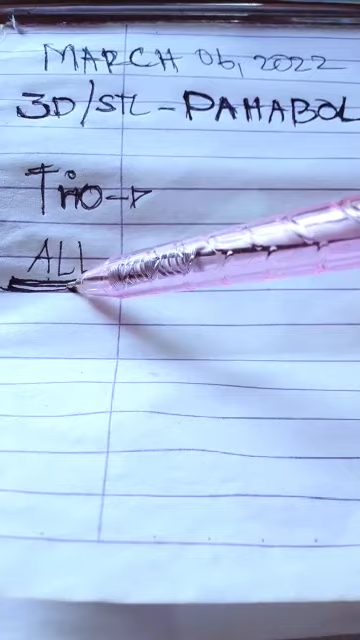 MARCH 06, 2022
3D/STL - PAHABOL
Trio →
ALL